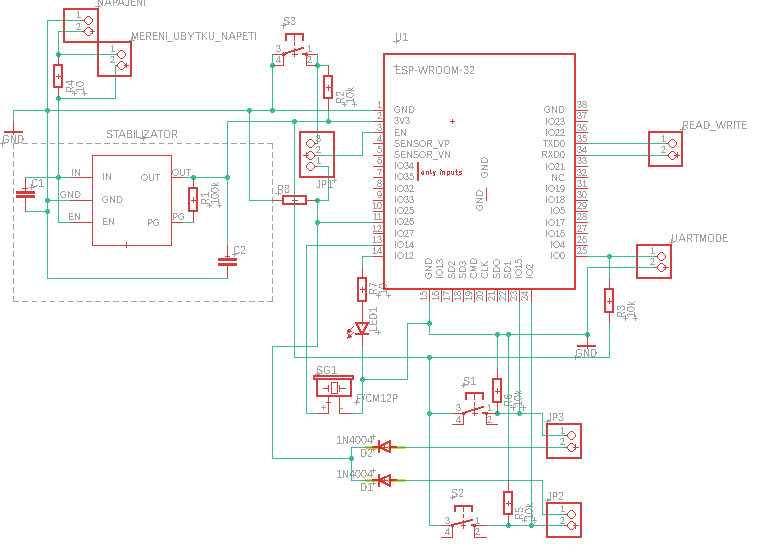 NAPAJENI
1
2
MERENI_UBYTKU_NAPETI
1
2
R4
10
S3
3
1
4
2
R2
10k
U1
ESP-WROOM-32
1 GND
2 3V3
3 EN
4 SENSOR_VP
5 SENSOR_VN
6 IO34
7 IO35
8 IO32
9 IO33
10 IO25
11 IO26
12 IO27
13 IO14
14 IO12
only inputs
GND
GND
GND 38
IO23 37
IO22 36
TXD0 35
RXD0 34
IO21 33
NC 32
IO19 31
IO18 30
IO5 29
IO17 28
IO16 27
IO4 26
IO0 25
GND 15
IO13 16
SD2 17
SD3 18
CMD 19
CLK 20
SDO 21
SD1 22
IO15 23
IO2 24
READ_WRITE
1
2
GND
STABILIZATOR
IN
GND
EN
IN
GND
EN
OUT
PG
OUT
PG
C1
R1
100k
C2
3
2
1
JP1
R8
UARTMODE
1
2
R3
10k
GND
R7
LED1
SG1
F/CM12P
S1
3
1
4
2
R6
10k
JP3
1
2
1N4004
D2
1N4004
D1
S2
3
1
4
2
R5
10k
JP2
1
2